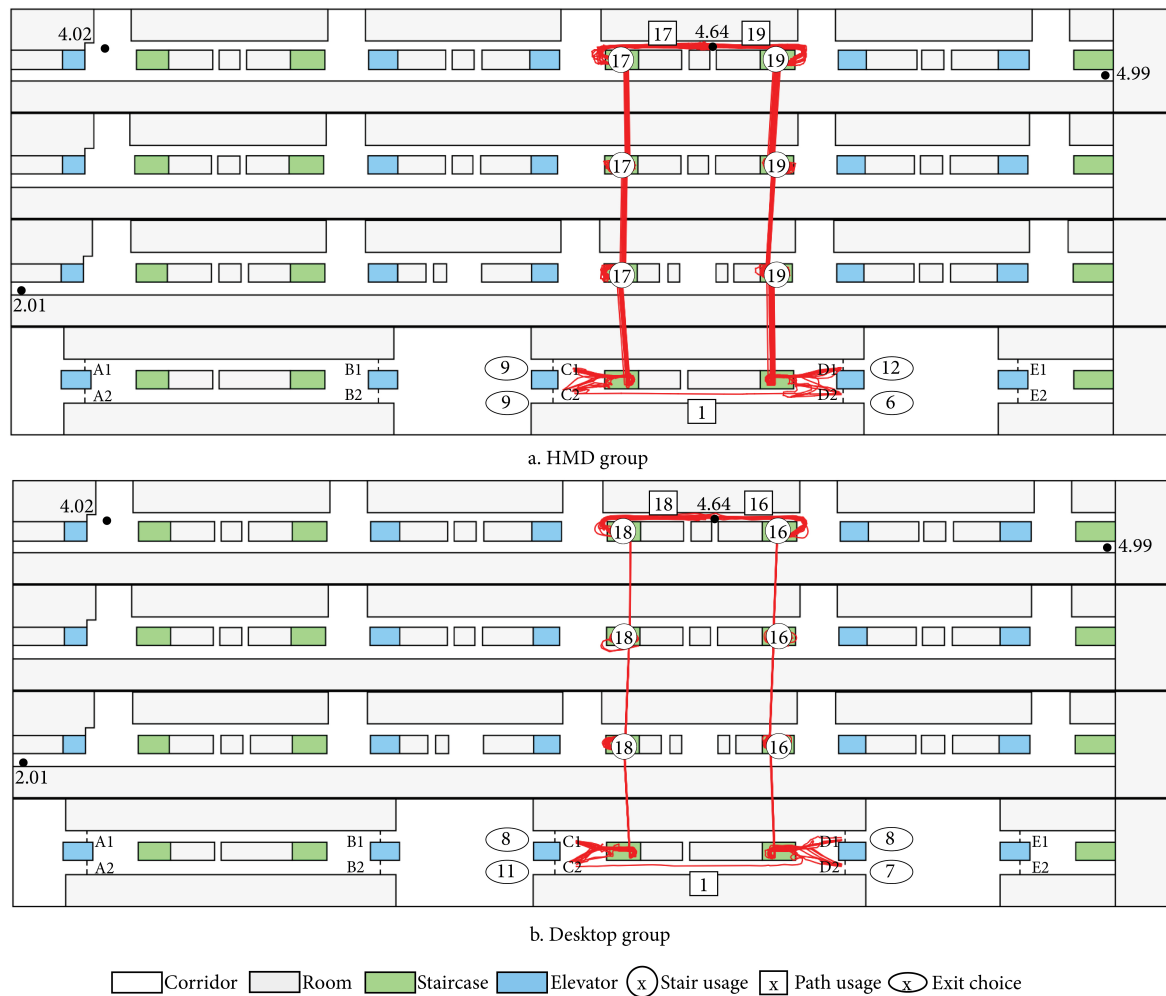 17 4.64 19
4.02
17 19
4.99
17 19
17 19
2.01
A1 B1 9 C1 D1 12 E1
A2 B2 9 C2 D2 6 E2
1
a. HMD group
18 4.64 16
4.02
18 16
4.99
18 16
18 16
2.01
A1 B1 8 C1 D1 8 E1
A2 B2 11 C2 D2 7 E2
1
b. Desktop group
Corridor Room Staircase Elevator x Stair usage x Path usage x Exit choice